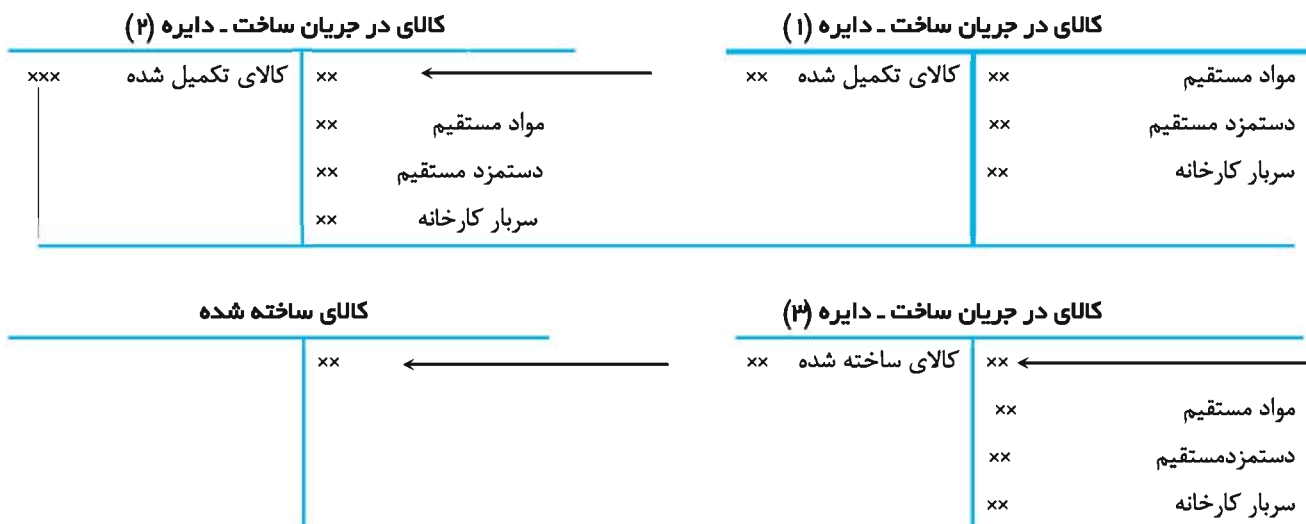 کالای در جریان ساخت ـ دایره (۱)
مواد مستقیم ×× کالای تکمیل شده ××
دستمزد مستقیم ××
سربار کارخانه ××
کالای در جریان ساخت ـ دایره (۲)
×× کالای تکمیل شده ×××
مواد مستقیم ××
دستمزد مستقیم ××
سربار کارخانه ××
کالای در جریان ساخت ـ دایره (۳)
×× کالای ساخته شده ××
مواد مستقیم ××
دستمزدمستقیم ××
سربار کارخانه ××
کالای ساخته شده
××